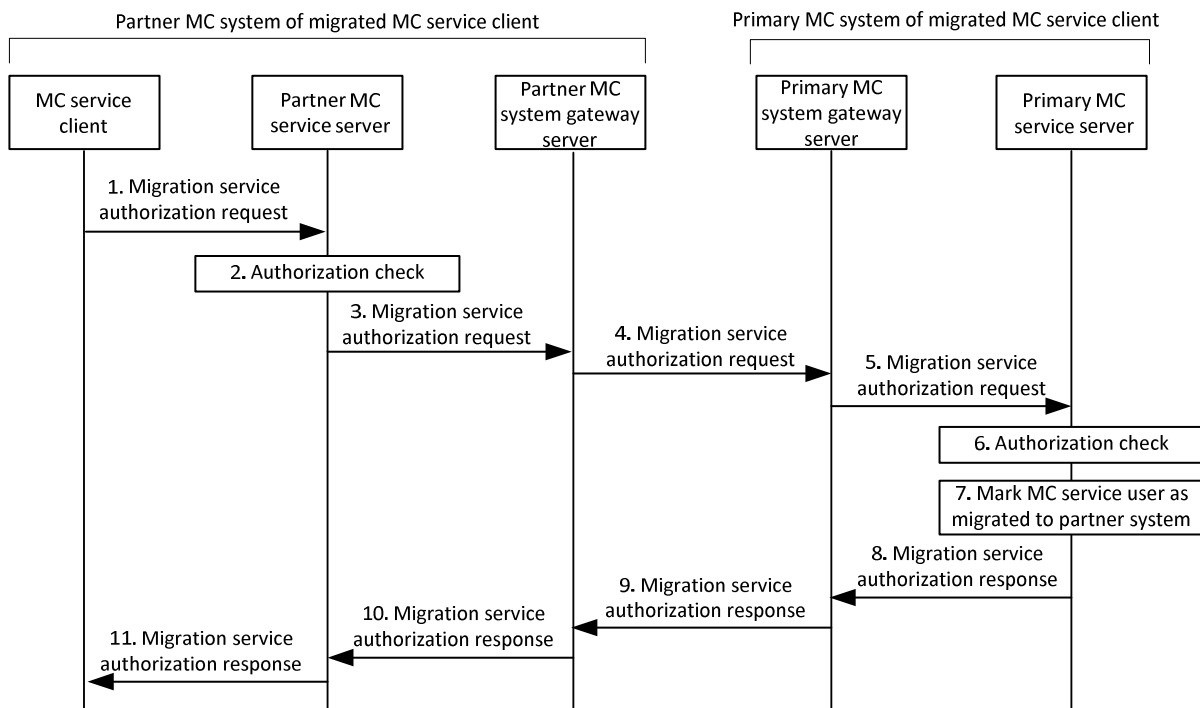 Partner MC system of migrated MC service client
Primary MC system of migrated MC service client
MC service
client
Partner MC
service server
Partner MC
system gateway
server
Primary MC
system gateway
server
Primary MC
service server
1. Migration service
authorization request
2. Authorization check
3. Migration service
authorization request
4. Migration service
authorization request
5. Migration service
authorization request
6. Authorization check
7. Mark MC service user as
migrated to partner system
8. Migration service
authorization response
9. Migration service
authorization response
10. Migration service
authorization response
11. Migration service
authorization response